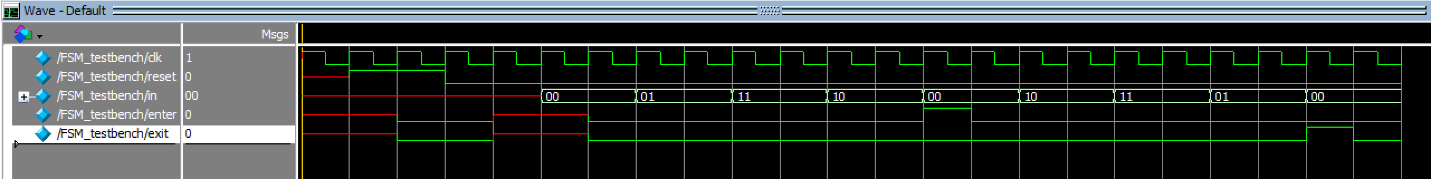 Wave - Default
Msgs
/FSM_testbench/clk 1
/FSM_testbench/reset 0
/FSM_testbench/in 00 00 01 11 10 00 10 11 01 00
/FSM_testbench/enter 0
/FSM_testbench/exit 0